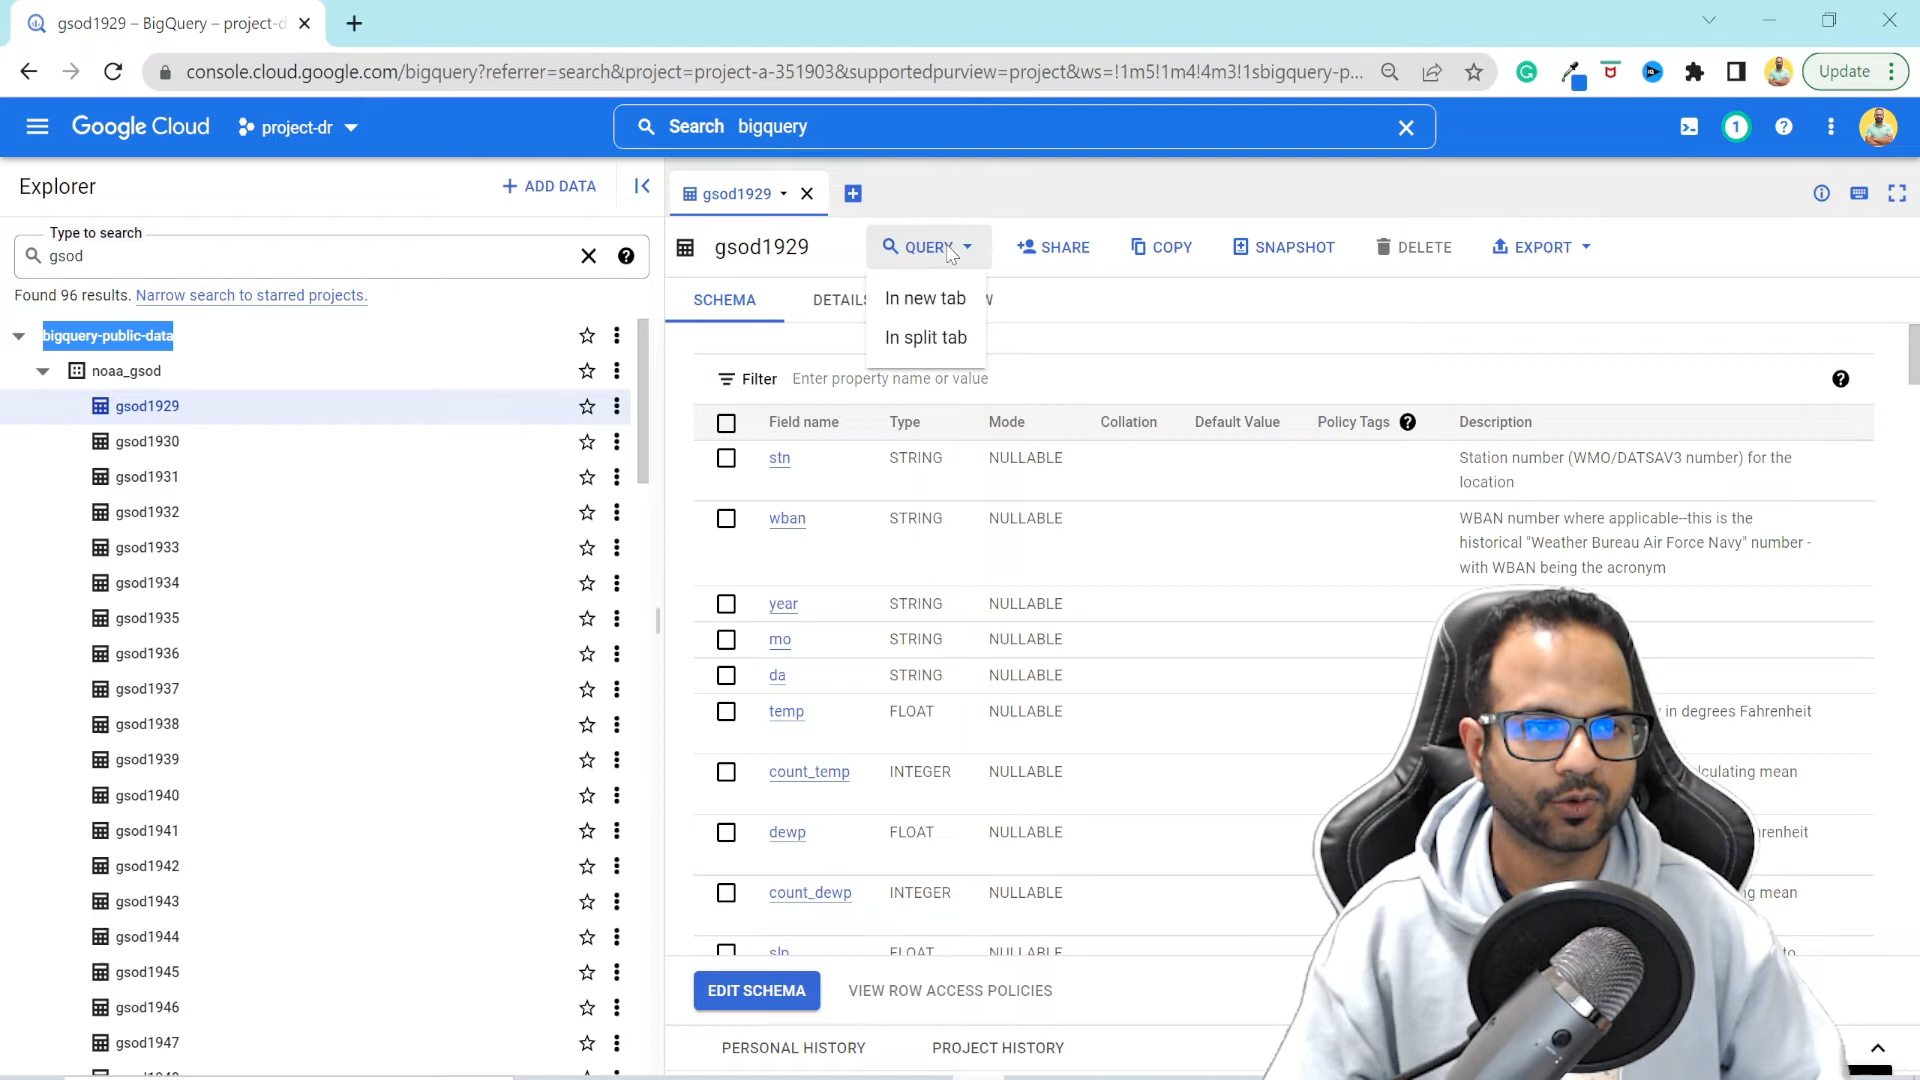 gsod1929 – BigQuery – project-d
console.cloud.google.com/bigquery?referrer=search&project=project-a-351903&supportedpurview=project&ws=!1m5!1m4!4m3!1sbigquery-p...
Update
Google Cloud
project-dr
Search bigquery
1
Explorer
ADD DATA
gsod1929
Type to search
gsod
Found 96 results. Narrow search to starred projects.
gsod1929
QUERY
SHARE
COPY
SNAPSHOT
DELETE
EXPORT
SCHEMA
DETAILS
W
In new tab
In split tab
bigquery-public-data
noaa_gsod
gsod1929
gsod1930
gsod1931
gsod1932
gsod1933
gsod1934
gsod1935
gsod1936
gsod1937
gsod1938
gsod1939
gsod1940
gsod1941
gsod1942
gsod1943
gsod1944
gsod1945
gsod1946
gsod1947
Filter Enter property name or value
Field name Type Mode Collation Default Value Policy Tags Description
stn STRING NULLABLE Station number (WMO/DATSAV3 number) for the
location
wban STRING NULLABLE WBAN number where applicable--this is the
historical "Weather Bureau Air Force Navy" number -
with WBAN being the acronym
year STRING NULLABLE
mo STRING NULLABLE
da STRING NULLABLE
temp FLOAT NULLABLE in degrees Fahrenheit
count_temp INTEGER NULLABLE lculating mean
dewp FLOAT NULLABLE hrenheit
count_dewp INTEGER NULLABLE ng mean
slp FLOAT NULLABLE to
EDIT SCHEMA
VIEW ROW ACCESS POLICIES
PERSONAL HISTORY
PROJECT HISTORY